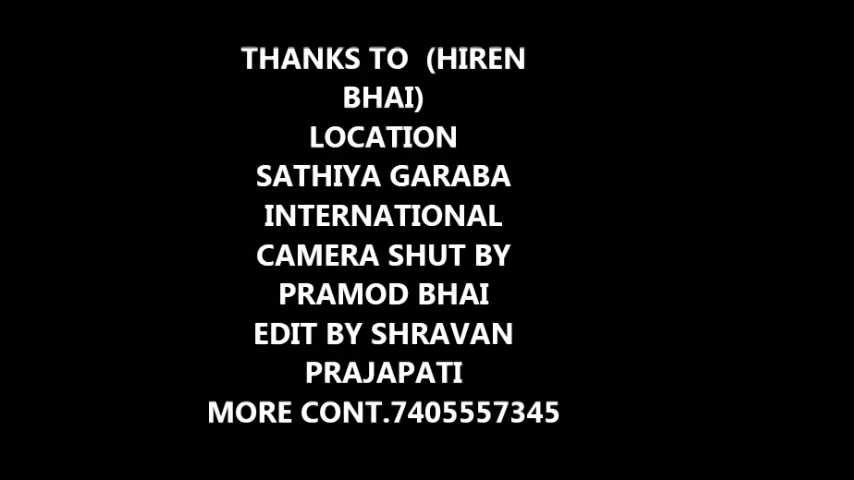 THANKS TO  (HIREN
BHAI)
LOCATION
SATHIYA GARABA
INTERNATIONAL
CAMERA SHUT BY
PRAMOD BHAI
EDIT BY SHRAVAN
PRAJAPATI
MORE CONT.7405557345